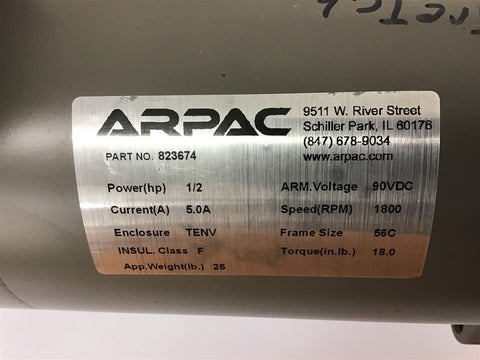 ARPAC
9511 W. River Street
Schiller Park, IL 60176
(847) 678-9034
www.arpac.com
PART NO. 823674
Power(hp) 1/2 ARM.Voltage 90VDC
Current(A) 5.0A Speed(RPM) 1800
Enclosure TENV Frame Size 56C
INSUL. Class F Torque(in.lb.) 18.0
App.Weight(lb.) 25